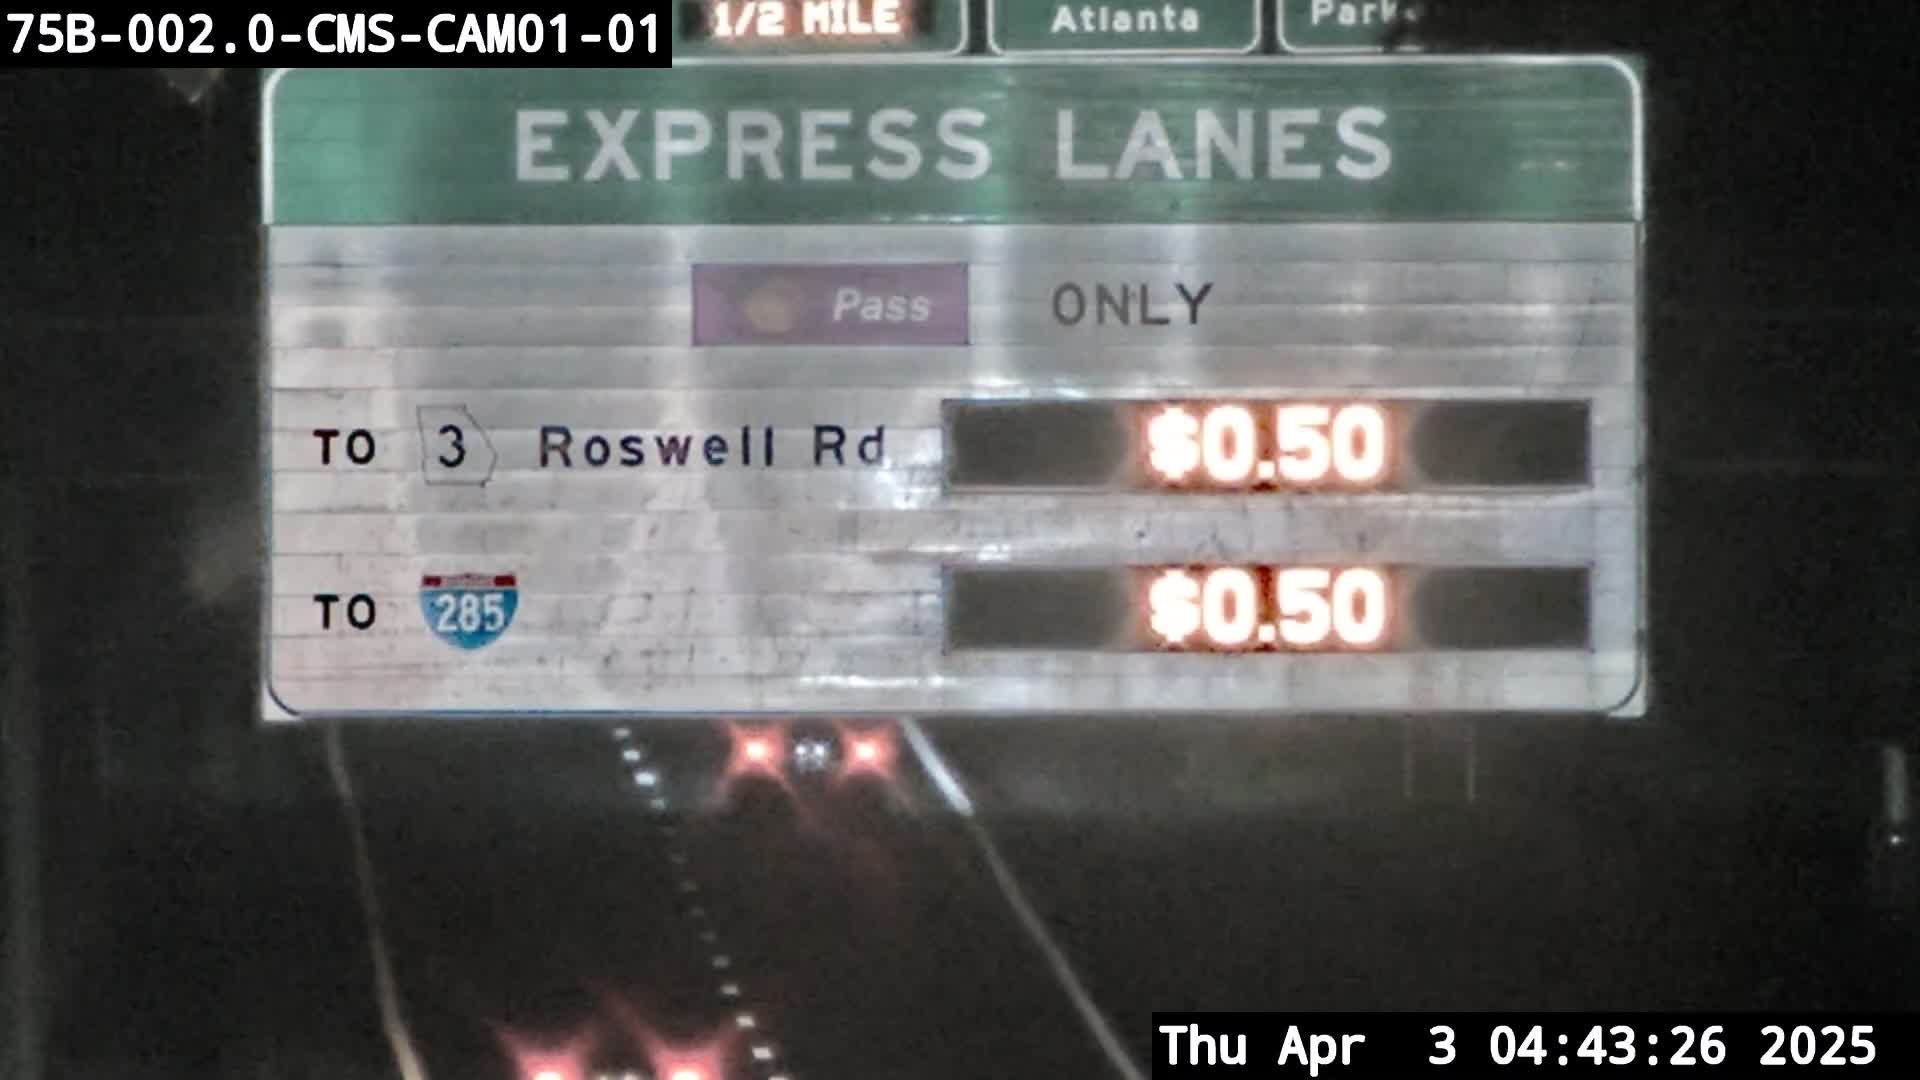 75B-002.0-CMS-CAM01-01
1/2 MILE
Atlanta
EXPRESS LANES
Pass ONLY
TO 3 Roswell Rd $0.50
TO 285 $0.50
Thu Apr 3 04:43:26 2025